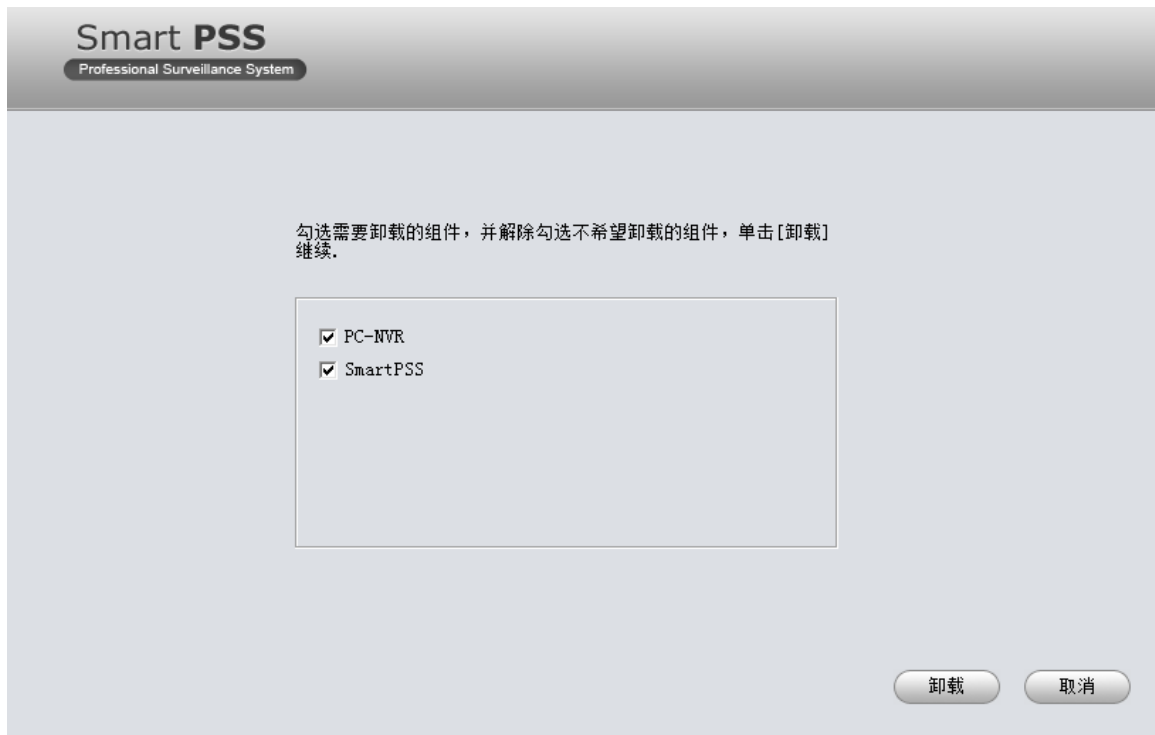 Smart PSS
Professional Surveillance System
勾选需要卸载的组件，并解除勾选不希望卸载的组件，单击[卸载]
继续.
PC-NVR
SmartPSS
卸载
取消